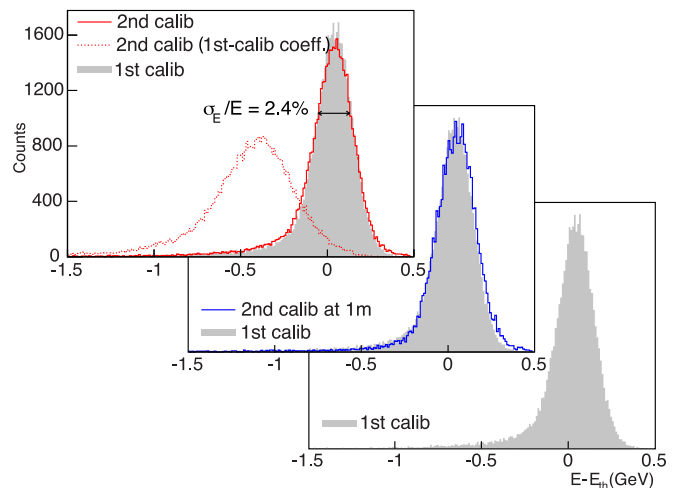 2nd calib
2nd calib (1st-calib coeff.)
1st calib
σ_E/E = 2.4%
Counts
1600
1200
800
400
0
-1.5 -1 -0.5 0 0.5
2nd calib at 1m
1st calib
-1.5 -1 -0.5 0 0.5
1st calib
-1.5 -1 -0.5 0 0.5
E-E_th(GeV)